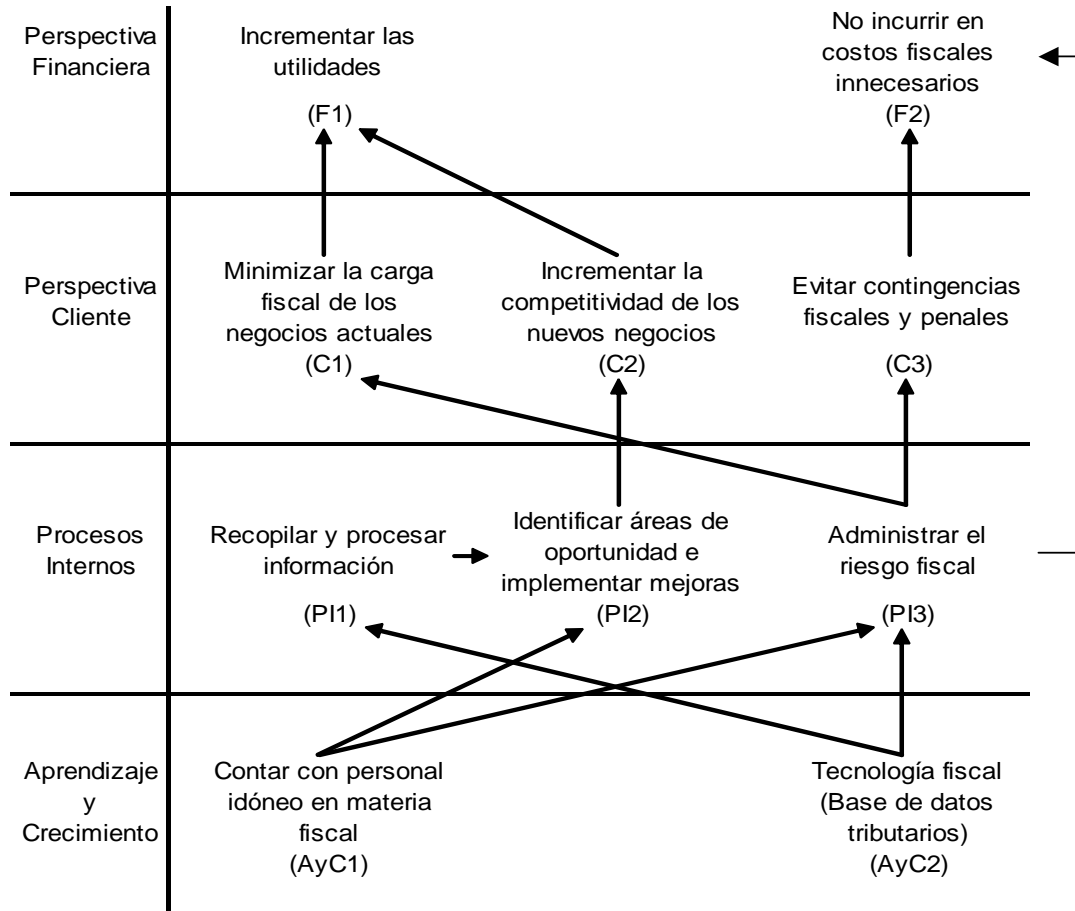 Perspectiva
Financiera
Incrementar las
utilidades
(F1)
No incurrir en
costos fiscales
innecesarios
(F2)
Perspectiva
Cliente
Minimizar la carga
fiscal de los
negocios actuales
(C1)
Incrementar la
competitividad de los
nuevos negocios
(C2)
Evitar contingencias
fiscales y penales
(C3)
Procesos
Internos
Recopilar y procesar
información
(PI1)
Identificar áreas de
oportunidad e
implementar mejoras
(PI2)
Administrar el
riesgo fiscal
(PI3)
Aprendizaje
y
Crecimiento
Contar con personal
idóneo en materia
fiscal
(AyC1)
Tecnología fiscal
(Base de datos
tributarios)
(AyC2)